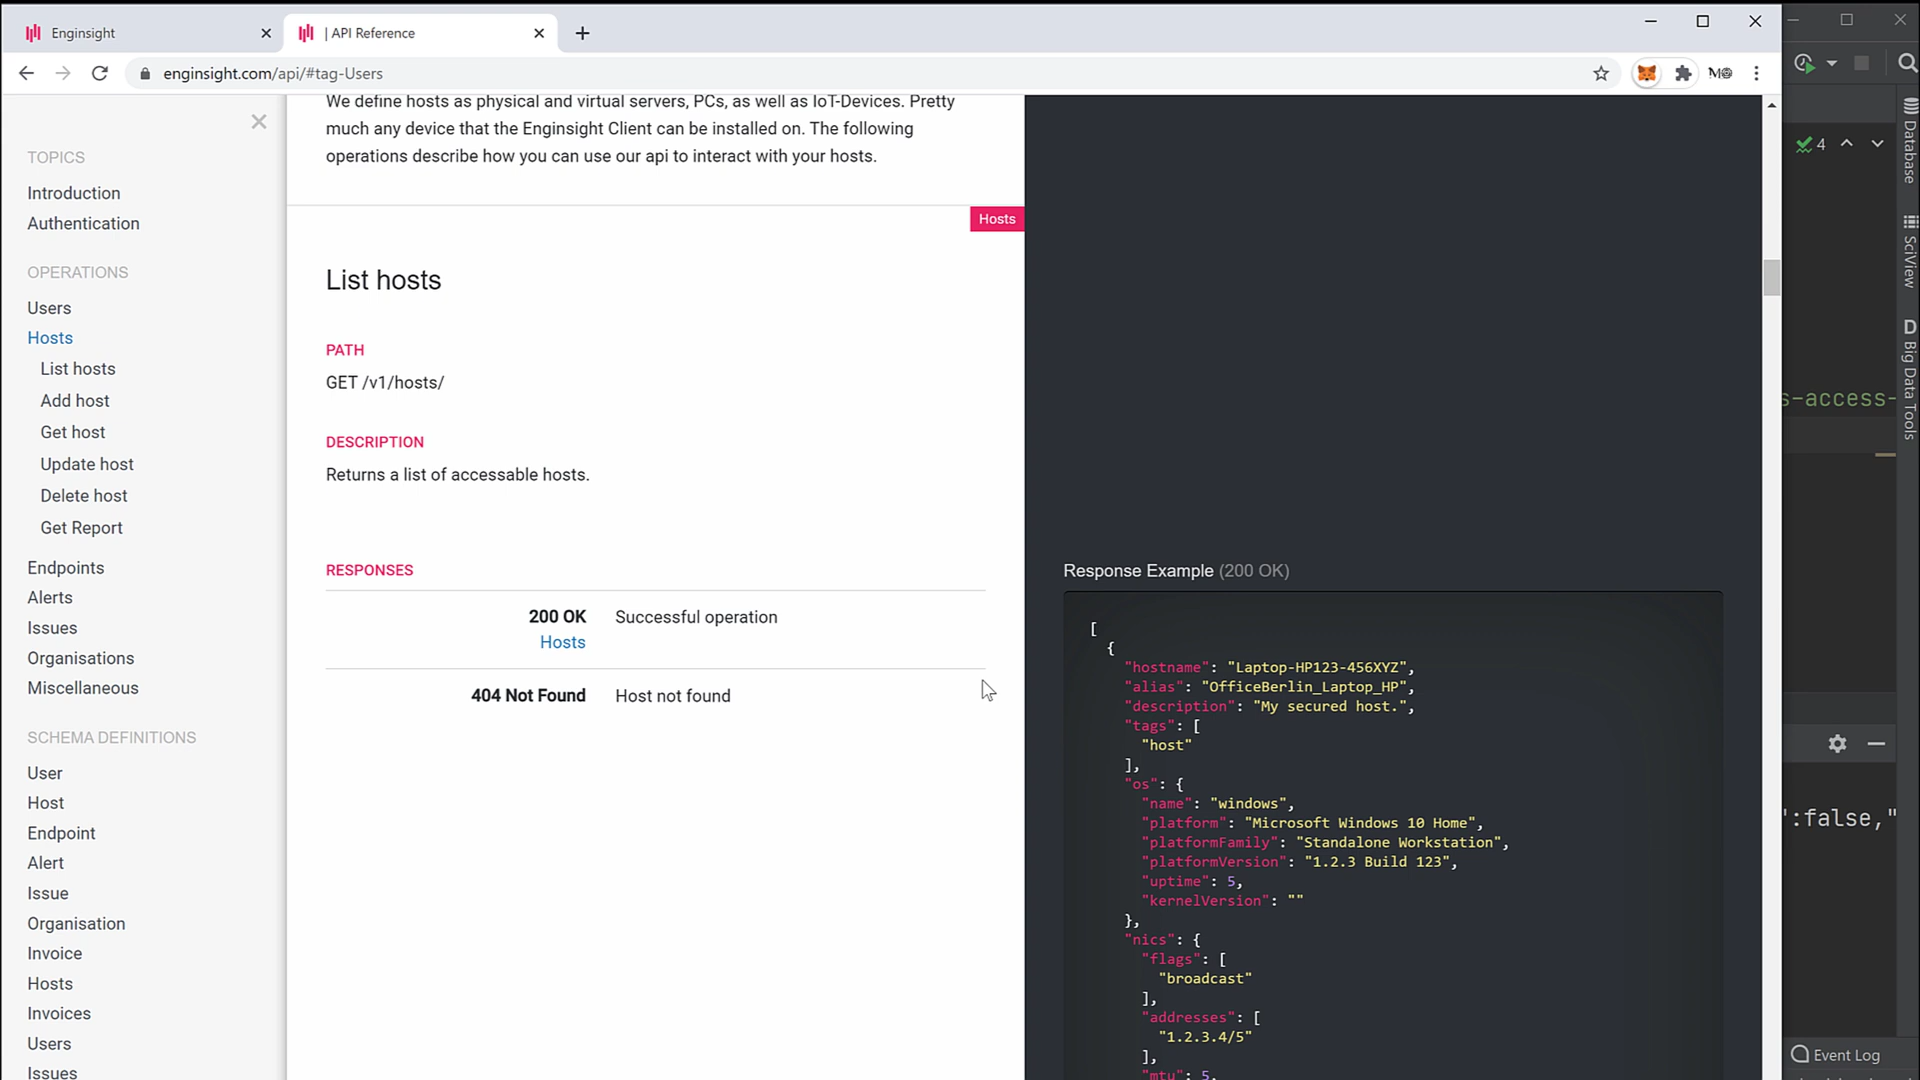 Enginsight
| API Reference
enginsight.com/api/#tag-Users
TOPICS
Introduction
Authentication
OPERATIONS
Users
Hosts
List hosts
Add host
Get host
Update host
Delete host
Get Report
Endpoints
Alerts
Issues
Organisations
Miscellaneous
SCHEMA DEFINITIONS
User
Host
Endpoint
Alert
Issue
Organisation
Invoice
Hosts
Invoices
Users
Issues
We define hosts as physical and virtual servers, PCs, as well as IoT-Devices. Pretty
much any device that the Enginsight Client can be installed on. The following
operations describe how you can use our api to interact with your hosts.
Hosts
List hosts
PATH
GET /v1/hosts/
DESCRIPTION
Returns a list of accessable hosts.
RESPONSES
200 OK Successful operation
Hosts
404 Not Found Host not found
Response Example (200 OK)
[
{
"hostname": "Laptop-HP123-456XYZ",
"alias": "OfficeBerlin_Laptop_HP",
"description": "My secured host.",
"tags": [
"host"
],
"os": {
"name": "windows",
"platform": "Microsoft Windows 10 Home",
"platformFamily": "Standalone Workstation",
"platformVersion": "1.2.3 Build 123",
"uptime": 5,
"kernelVersion": ""
},
"nics": {
"flags": [
"broadcast"
],
"addresses": [
"1.2.3.4/5"
],
"mtu": 5,
4
s-access-
':false,"
Database
SciView
D Big Data Tools
Event Log